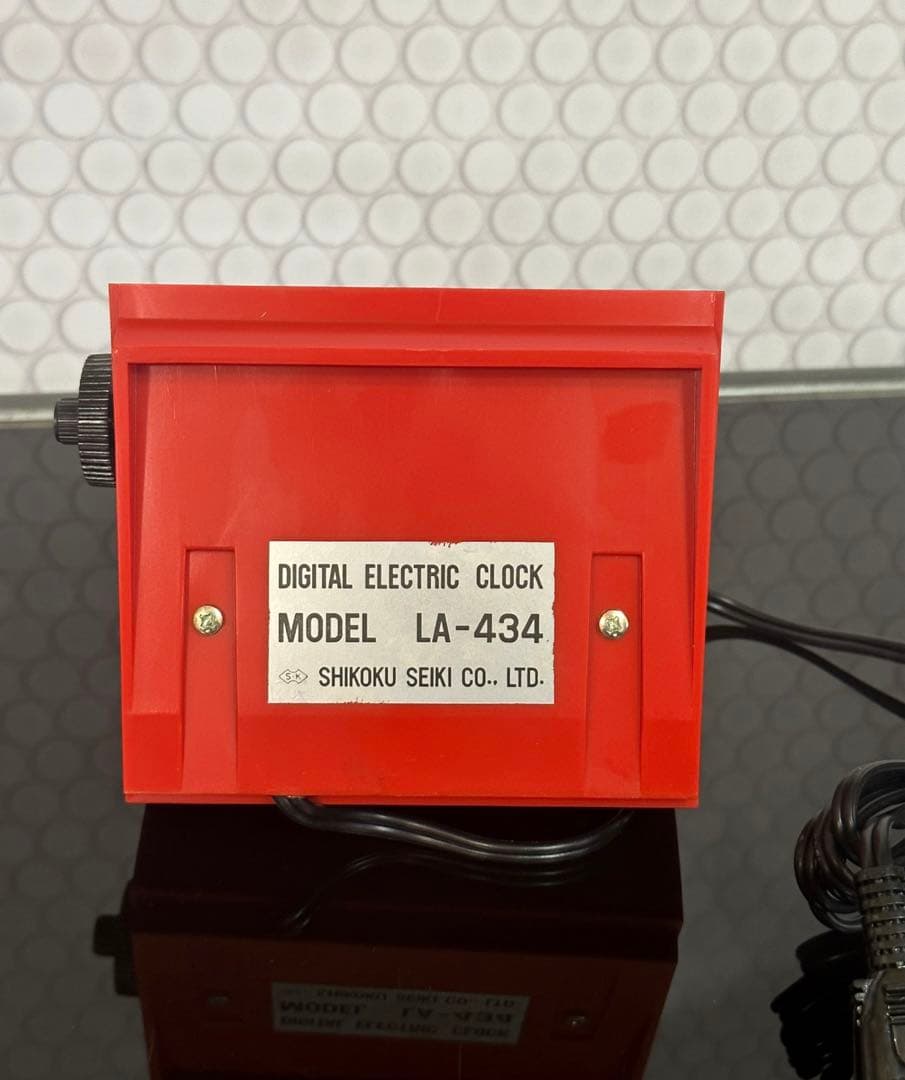 DIGITAL ELECTRIC CLOCK
MODEL LA-434
S·K SHIKOKU SEIKI CO., LTD.